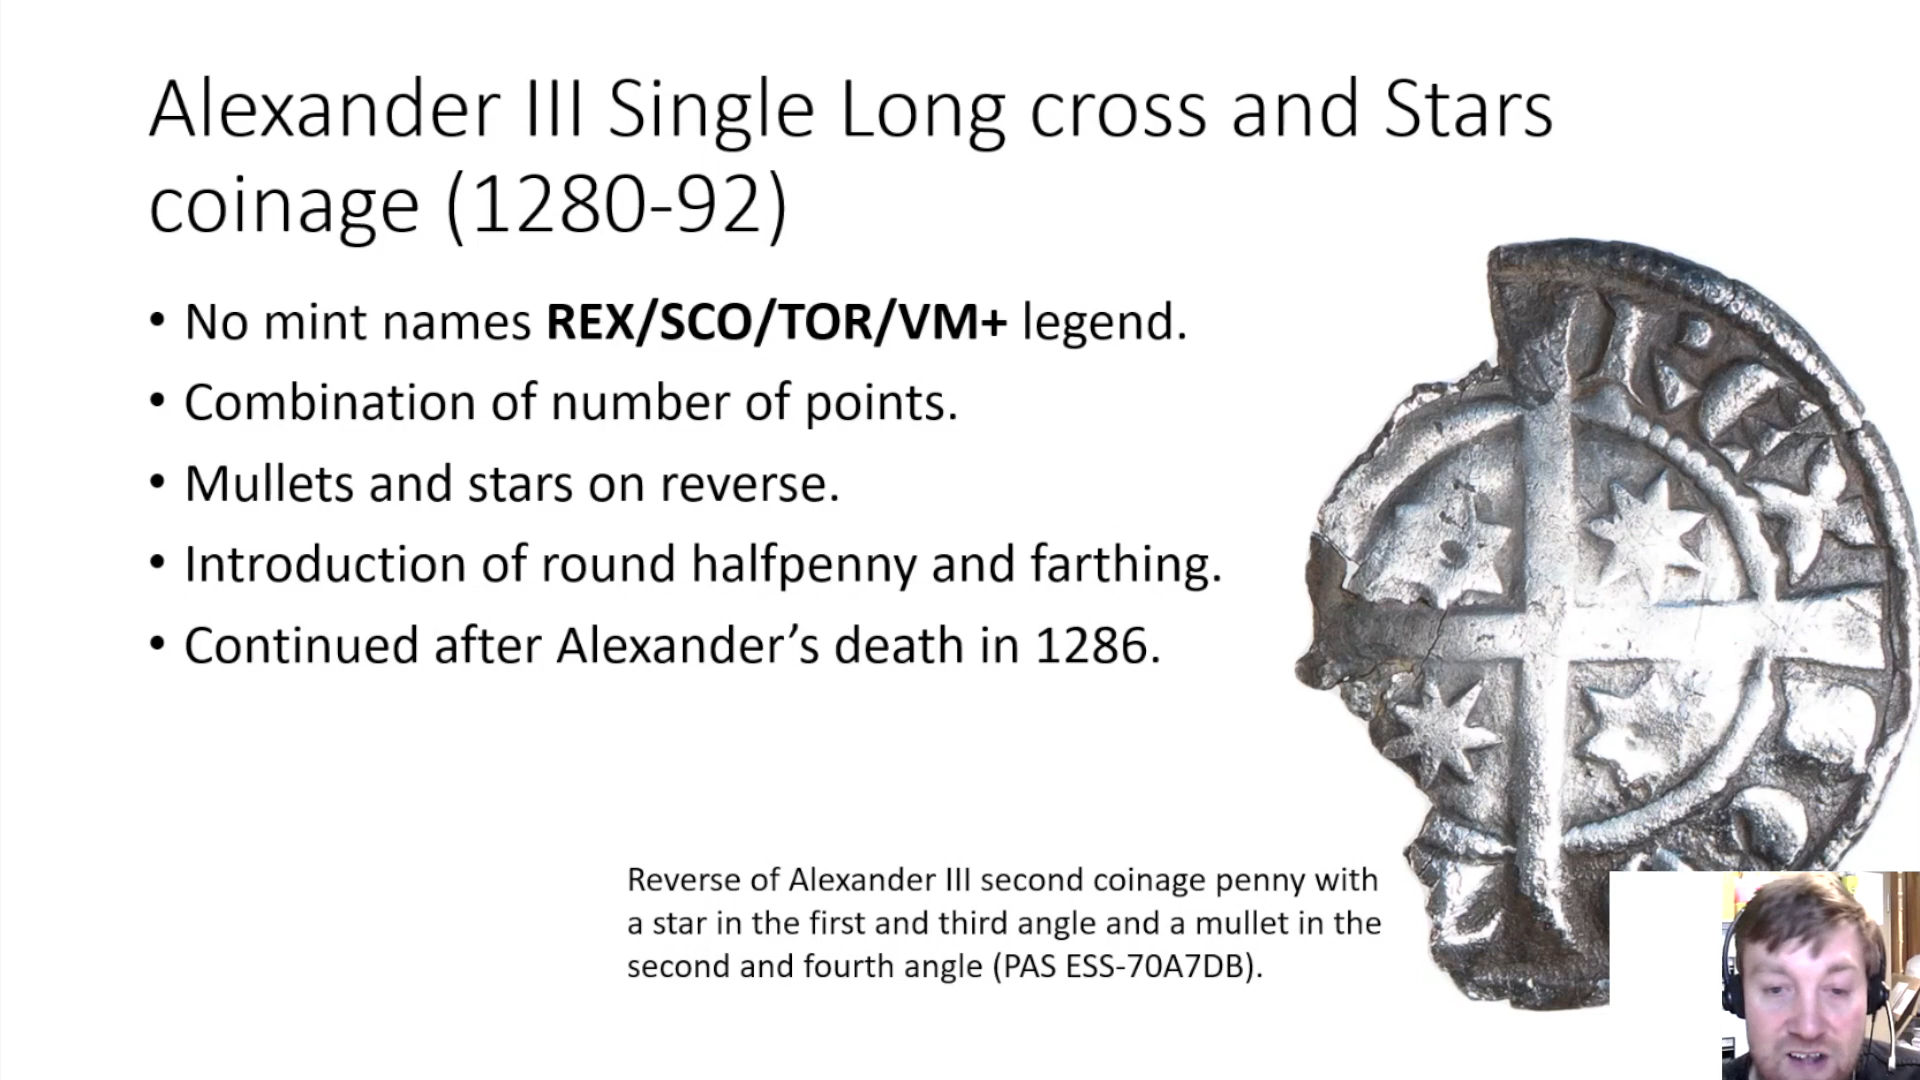 Alexander III Single Long cross and Stars
coinage (1280-92)
• No mint names REX/SCO/TOR/VM+ legend.
• Combination of number of points.
• Mullets and stars on reverse.
• Introduction of round halfpenny and farthing.
• Continued after Alexander’s death in 1286.
Reverse of Alexander III second coinage penny with
a star in the first and third angle and a mullet in the
second and fourth angle (PAS ESS-70A7DB).